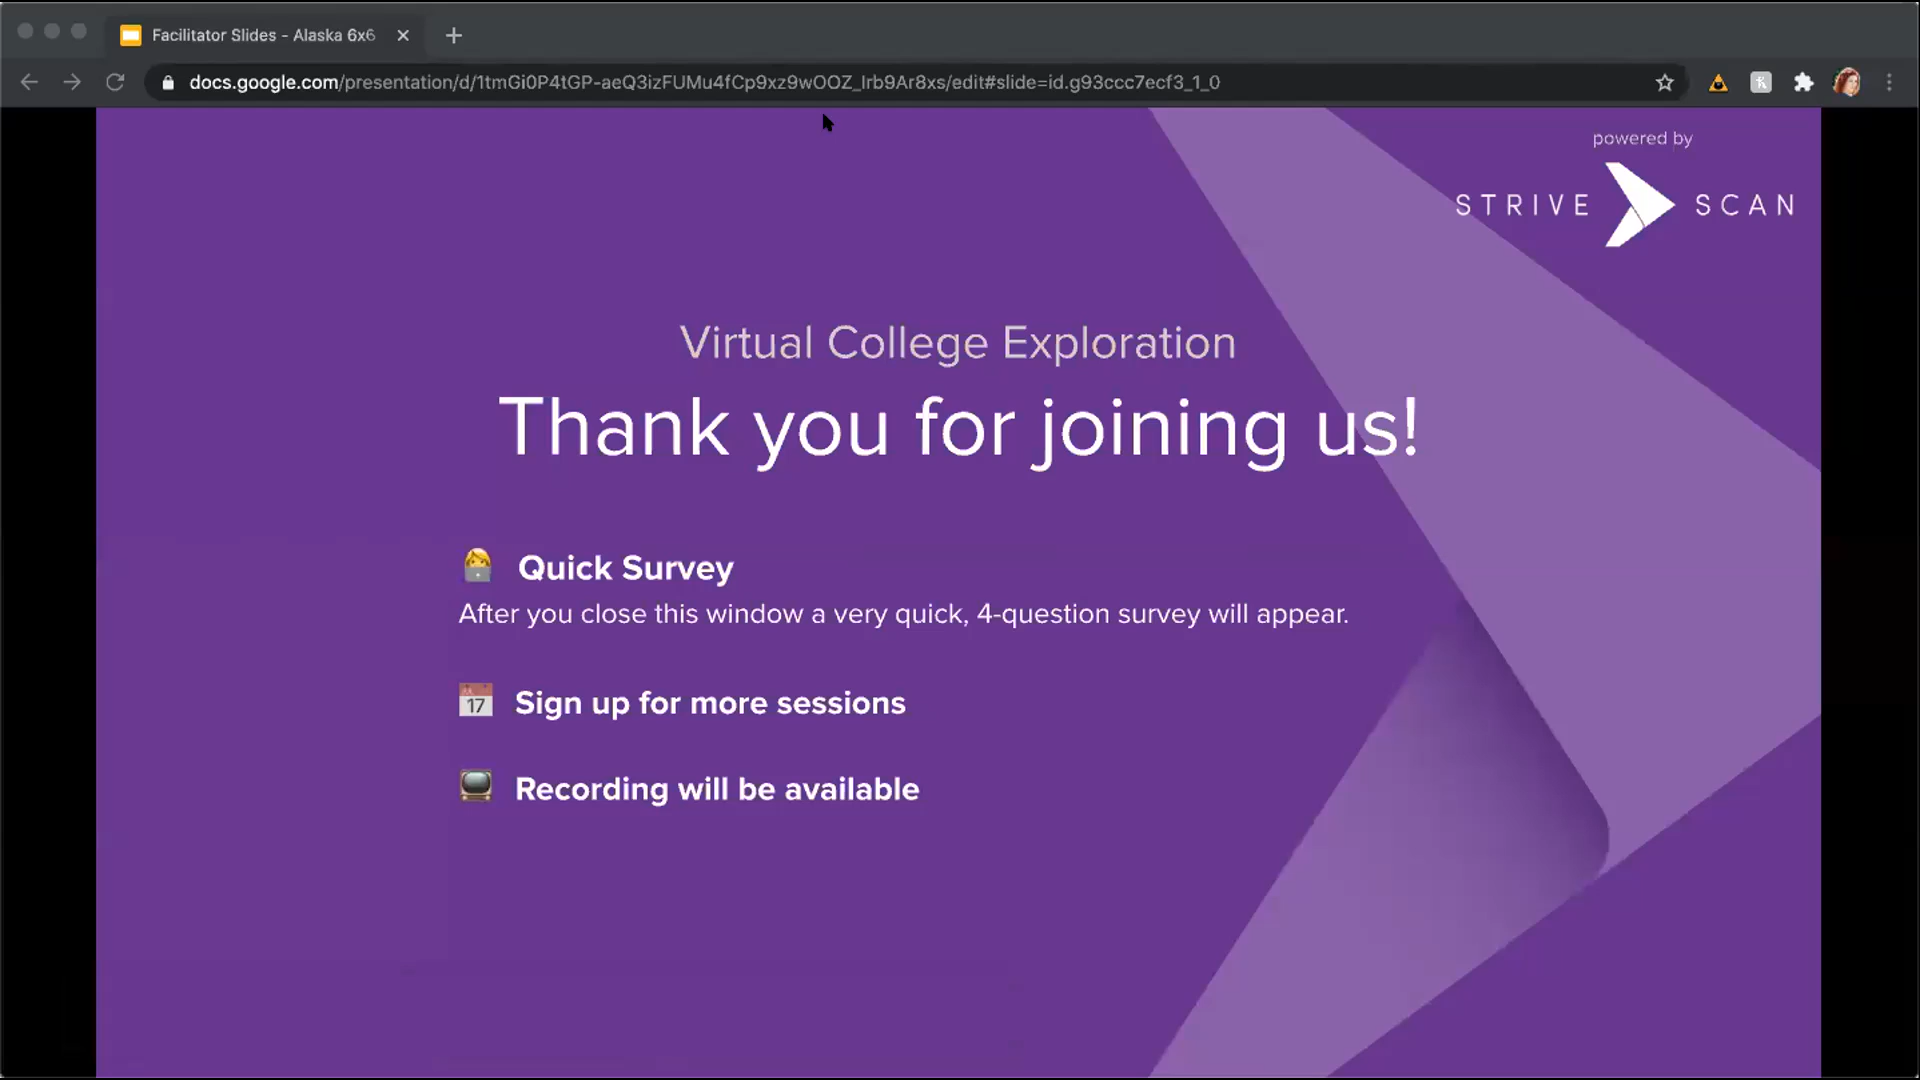 Facilitator Slides - Alaska 6x6
docs.google.com/presentation/d/1tmGi0P4tGP-aeQ3izFUMu4fCp9xz9wOOZ_lrb9Ar8xs/edit#slide=id.g93ccc7ecf3_1_0
powered by
STRIVE SCAN
Virtual College Exploration
Thank you for joining us!
Quick Survey
After you close this window a very quick, 4-question survey will appear.
17 Sign up for more sessions
Recording will be available